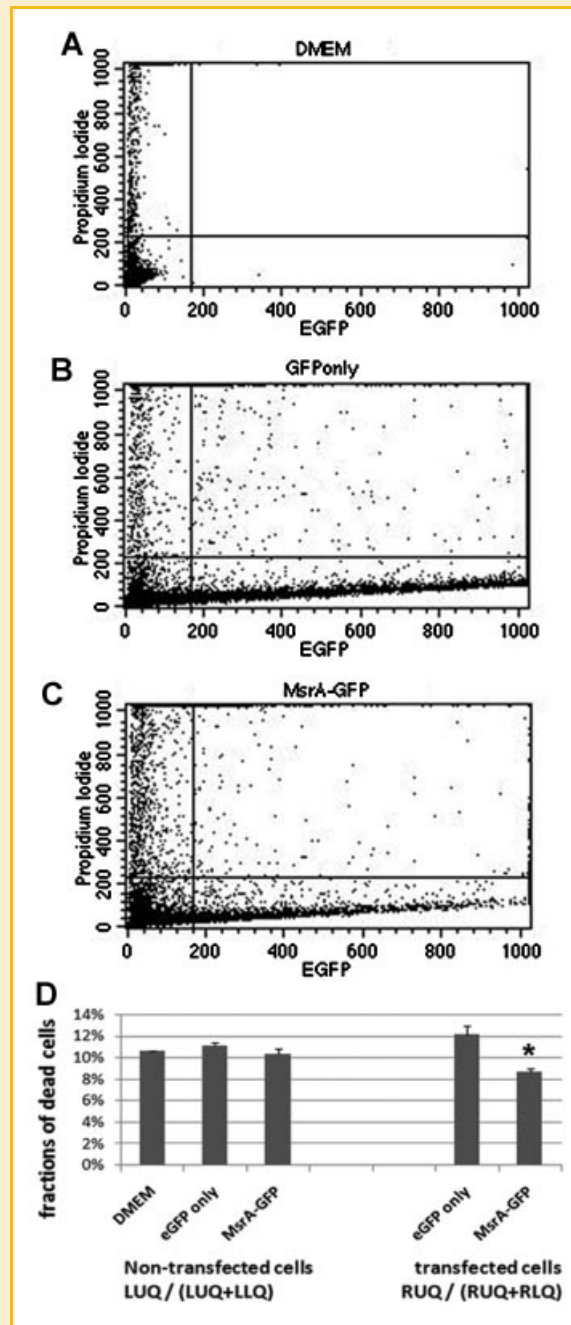 A
DMEM
Propidium Iodide
1000
800
600
400
200
0
0 200 400 600 800 1000
EGFP
B
GFPonly
Propidium Iodide
1000
800
600
400
200
0
0 200 400 600 800 1000
EGFP
C
MsrA-GFP
Propidium Iodide
1000
800
600
400
200
0
0 200 400 600 800 1000
EGFP
D
fractions of dead cells
14%
12%
10%
8%
6%
4%
2%
0%
*
DMEM
eGFP only
MsrA-GFP
eGFP only
MsrA-GFP
Non-transfected cells transfected cells
LUQ / (LUQ+LLQ) RUQ / (RUQ+RLQ)